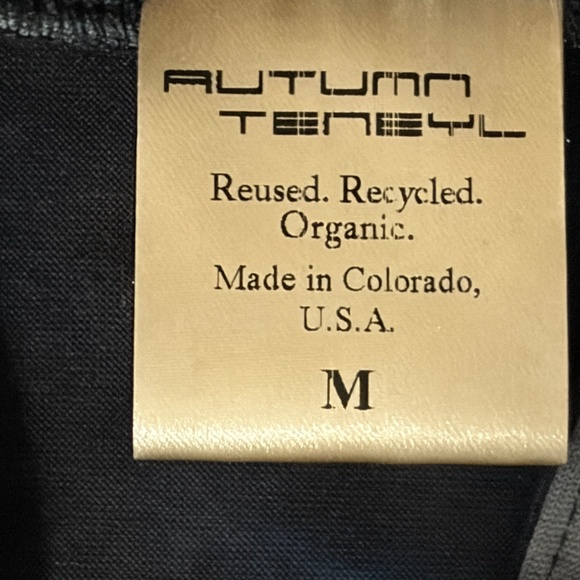 AUTUMN
TENEYL
Reused. Recycled.
Organic.
Made in Colorado,
U.S.A.
M